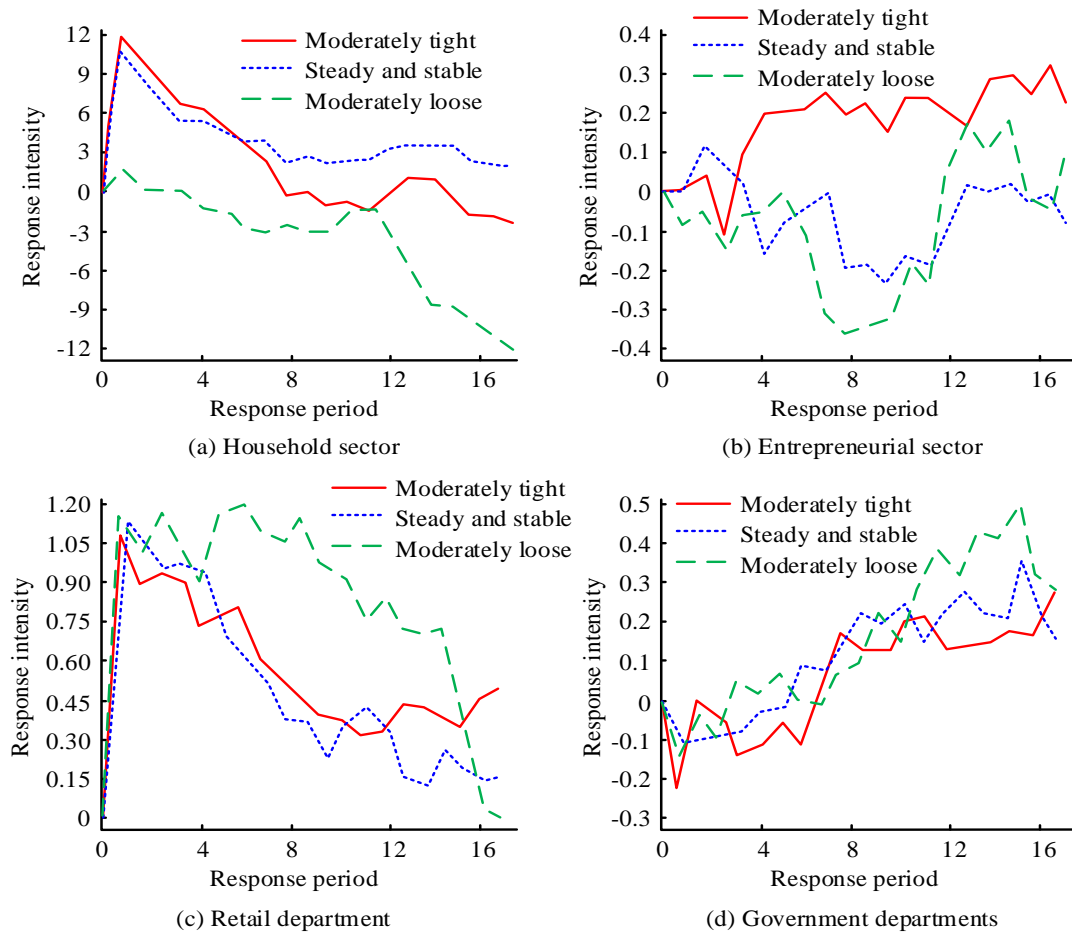 12
9
6
3
0
-3
-6
-9
-12
Response intensity
Moderately tight
Steady and stable
Moderately loose
0
4
8
12
16
Response period
(a) Household sector
0.4
0.3
0.2
0.1
0
-0.1
-0.2
-0.3
-0.4
Response intensity
Moderately tight
Steady and stable
Moderately loose
0
4
8
12
16
Response period
(b) Entrepreneurial sector
1.20
1.05
0.90
0.75
0.60
0.45
0.30
0.15
0
Response intensity
Moderately tight
Steady and stable
Moderately loose
0
4
8
12
16
Response period
(c) Retail department
0.5
0.4
0.3
0.2
0.1
0
-0.1
-0.2
-0.3
Response intensity
Moderately tight
Steady and stable
Moderately loose
0
4
8
12
16
Response period
(d) Government departments